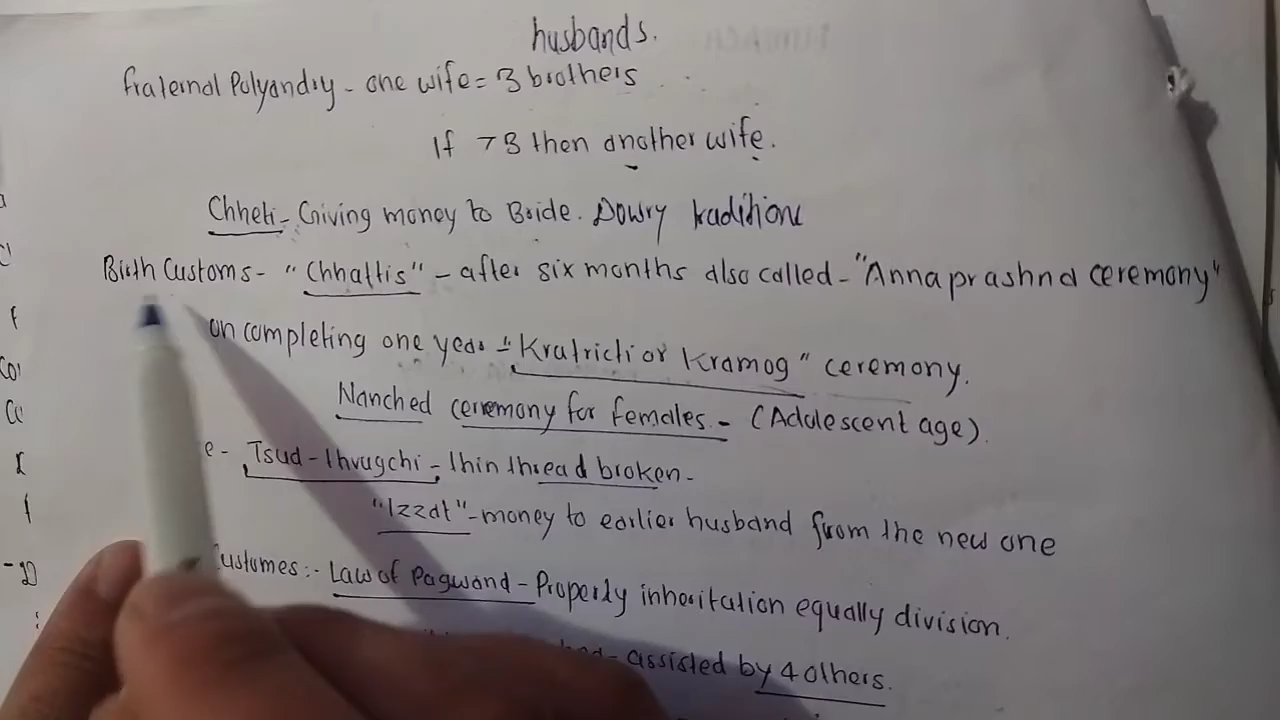 husbands.
fraternal Polyandry - one wife = 3 brothers
If 73 then another wife.
Chheti - Giving money to Bride. Dowry tradition
Birth Customs - "Chhattis" - after six months also called - "Annaprashna ceremony"
on completing one year - "Kratricti or Kramog" ceremony.
Nanched ceremony for females - (Adolescent age).
e - Tsud - thvugchi - thin thread broken.
"Izzat" - money to earlier husband from the new one
Customes :- Law of Pagwand - Property inheritation equally division.
assisted by 4 others.